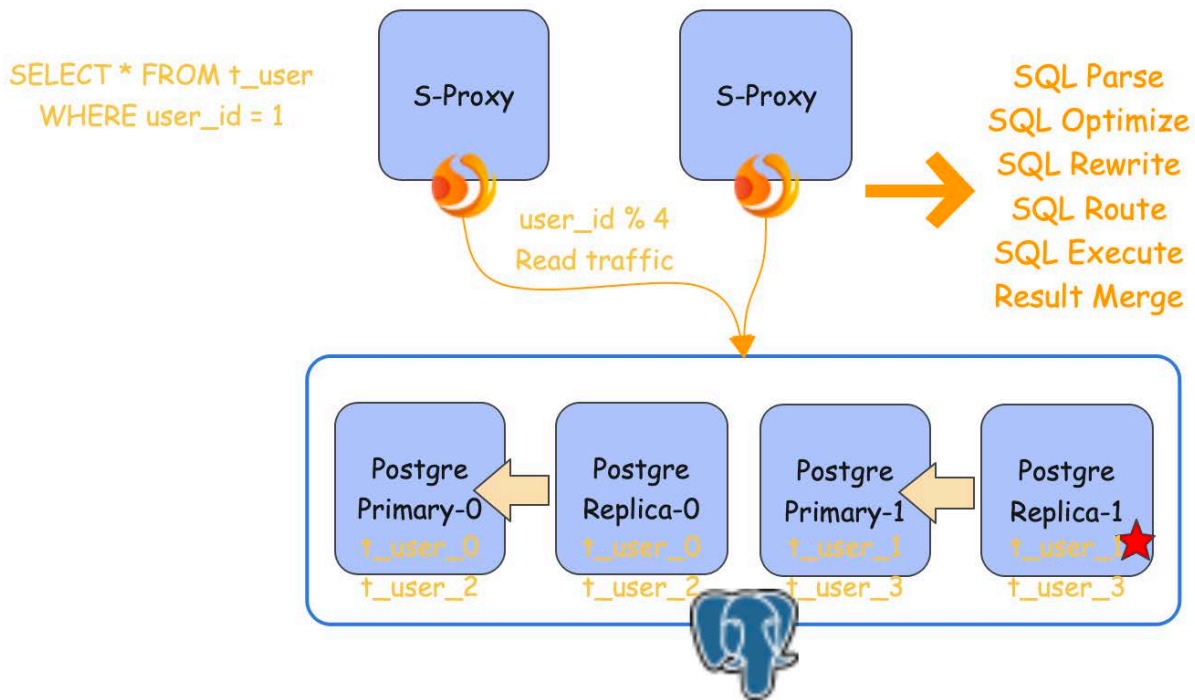 SELECT * FROM t_user
WHERE user_id = 1
S-Proxy
S-Proxy
SQL Parse
SQL Optimize
SQL Rewrite
SQL Route
SQL Execute
Result Merge
user_id % 4
Read traffic
Postgre
Primary-0
t_user_0
t_user_2
Postgre
Replica-0
t_user_0
t_user_2
Postgre
Primary-1
t_user_1
t_user_3
Postgre
Replica-1
t_user_1
t_user_3